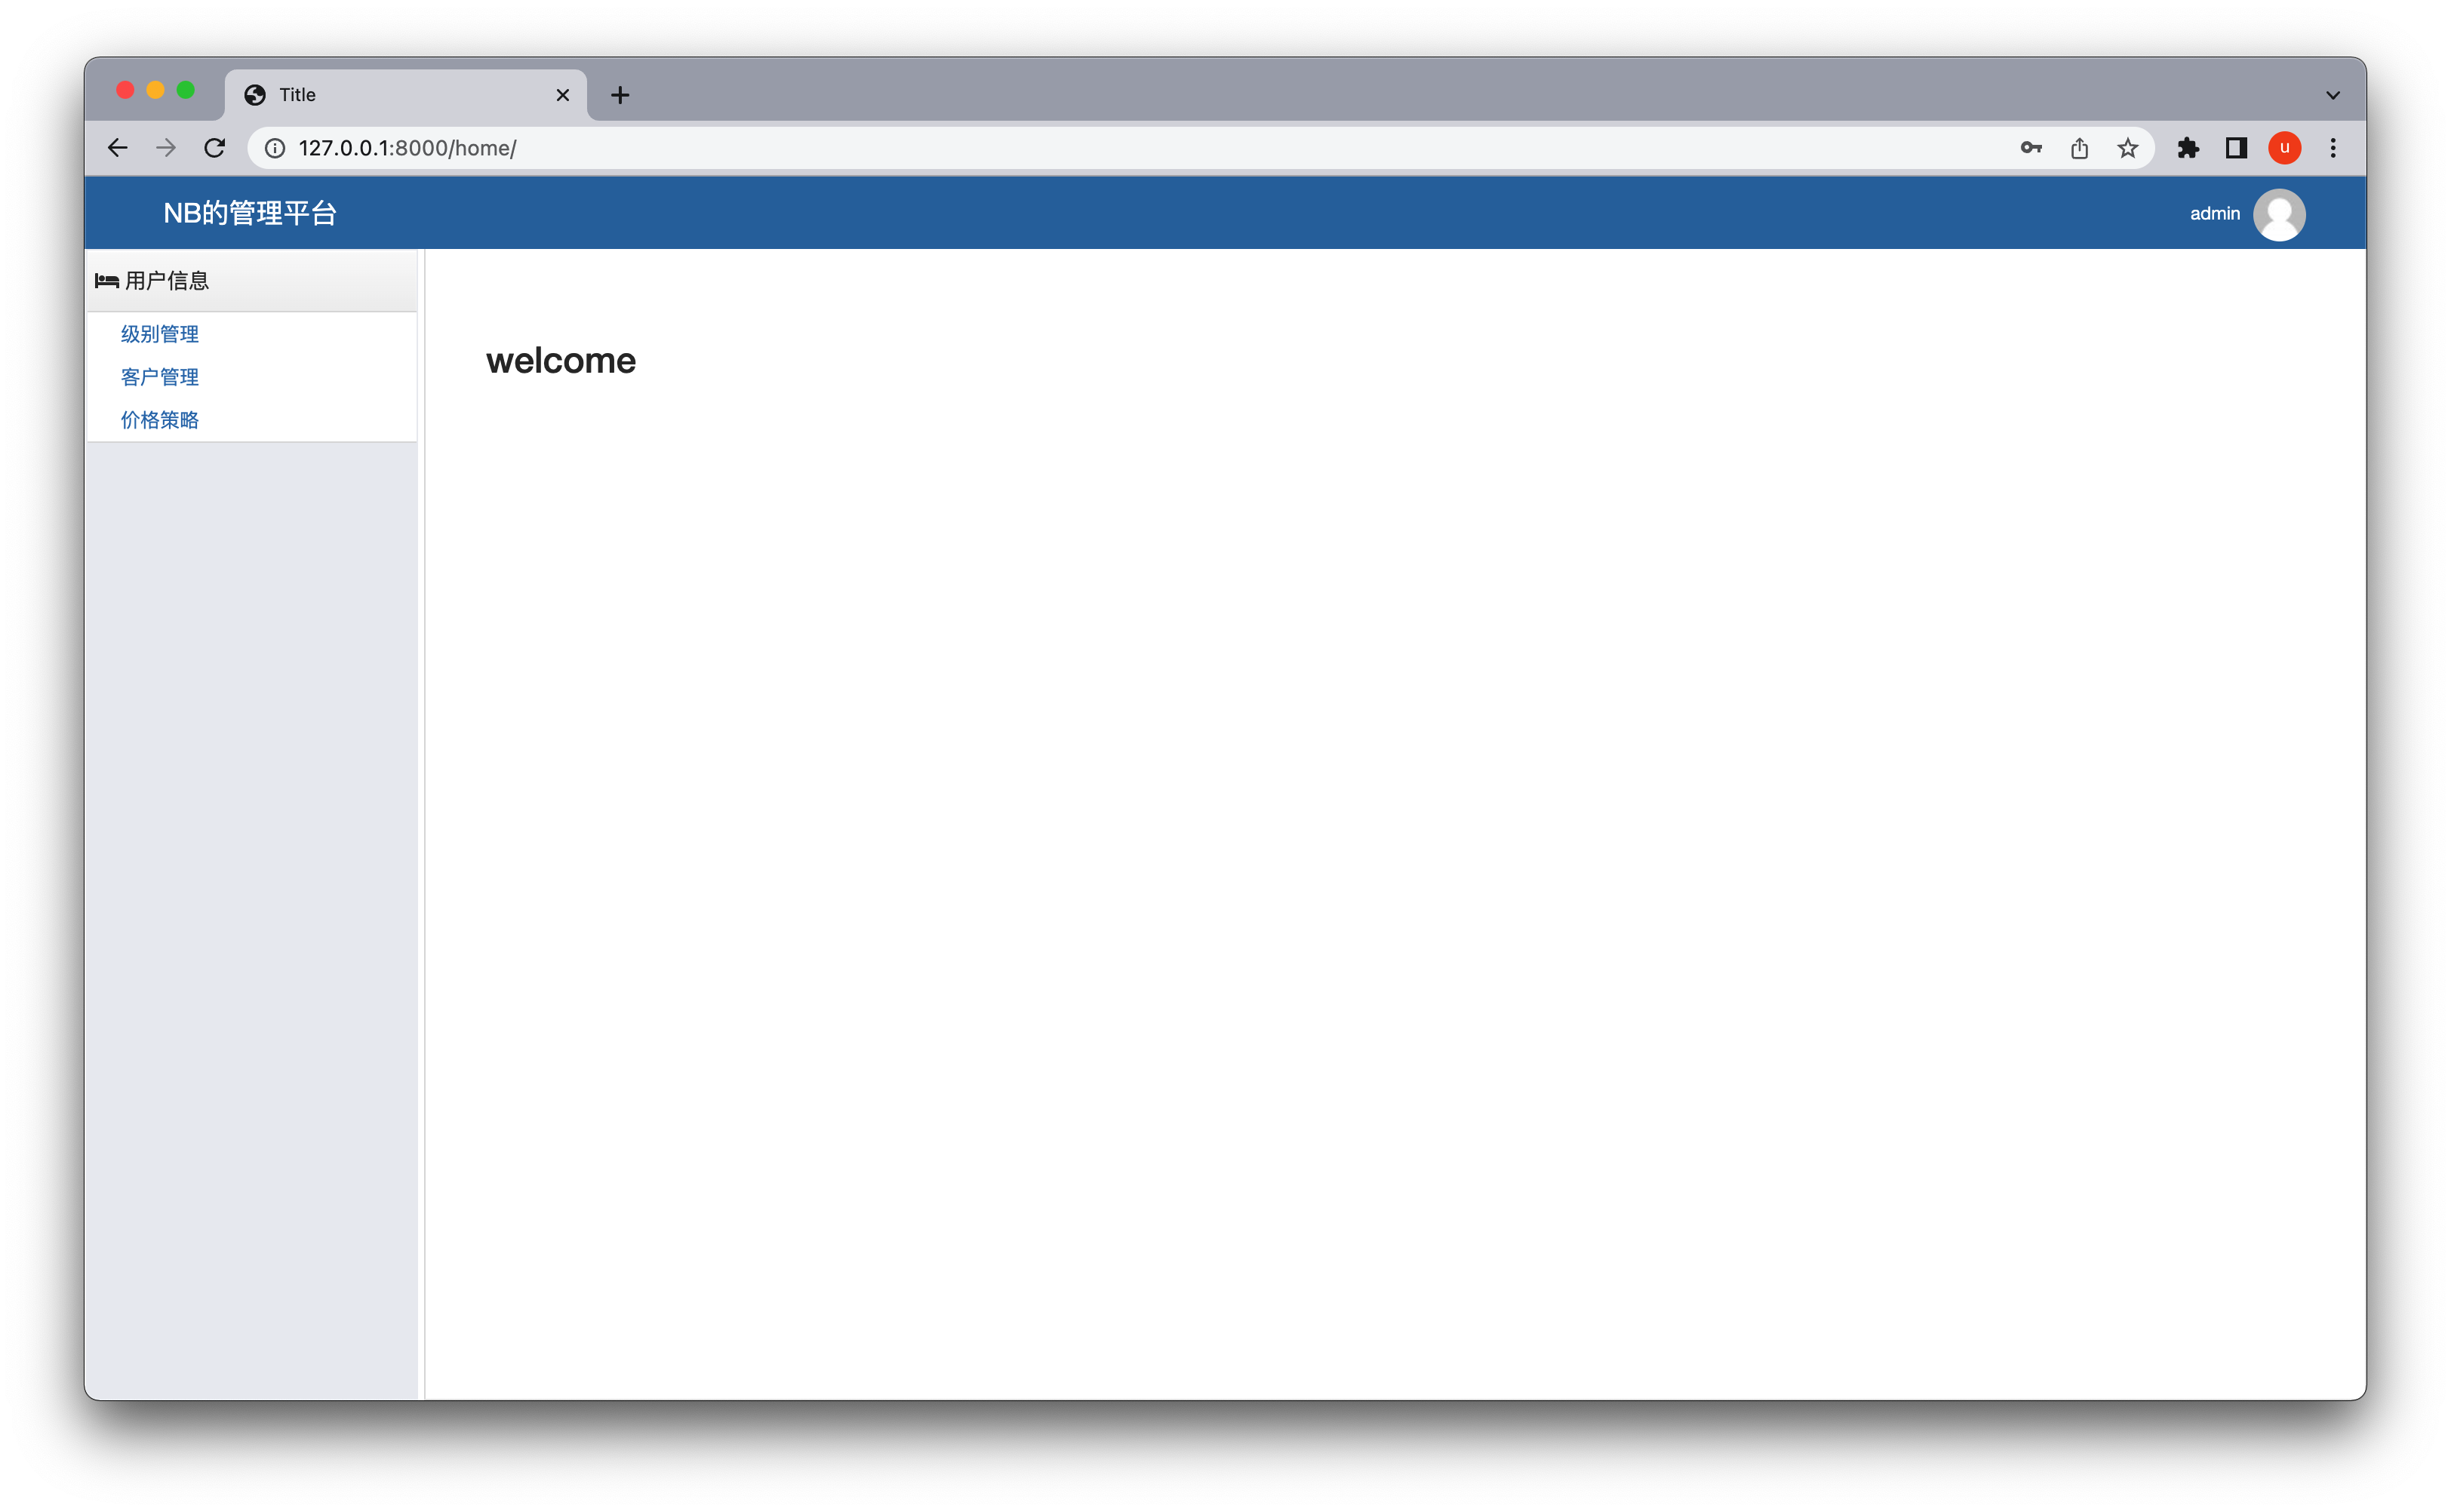 Title
127.0.0.1:8000/home/
u
NB的管理平台
admin
用户信息
级别管理
客户管理
价格策略
welcome